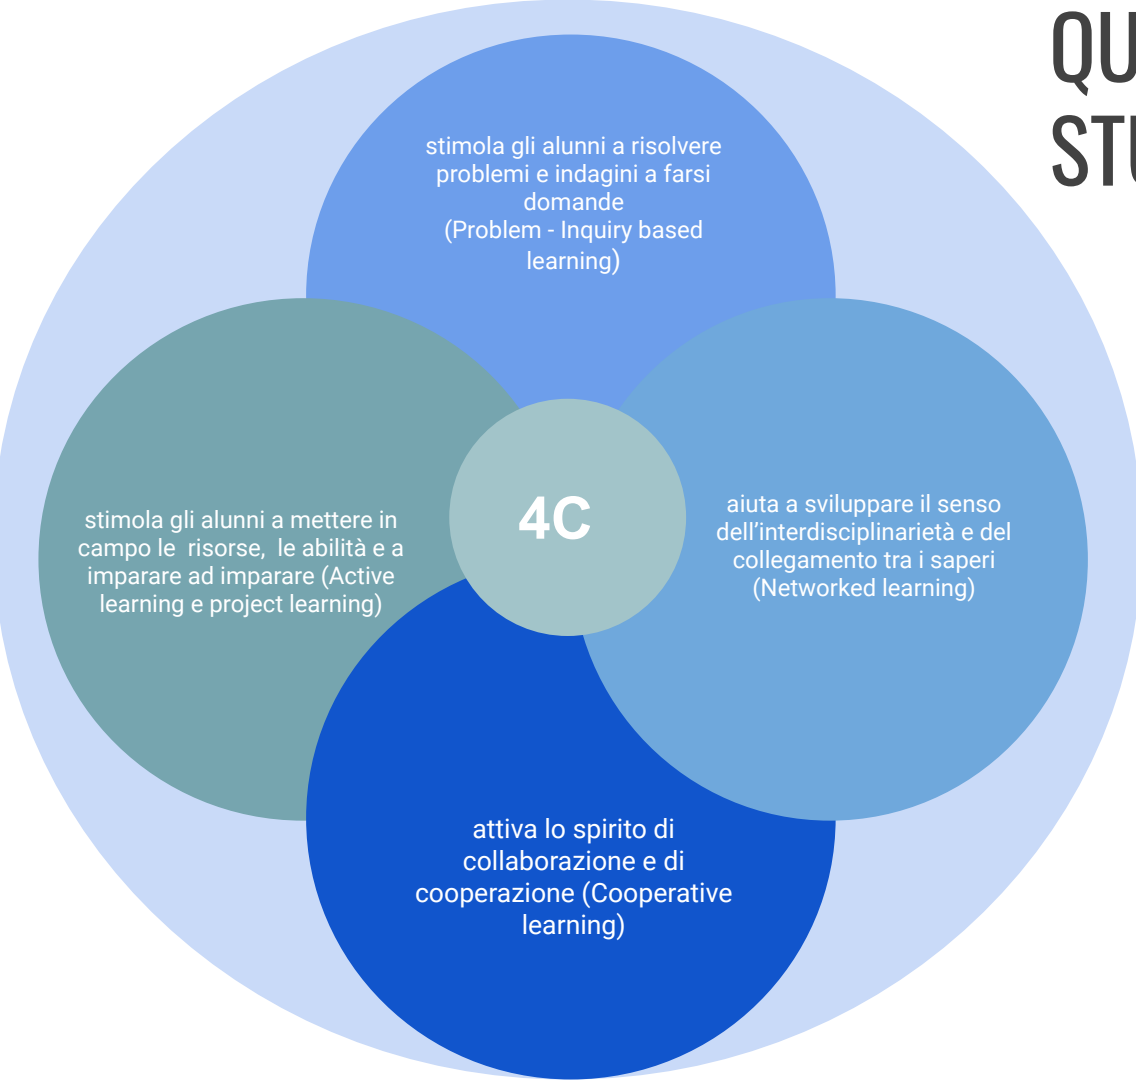 QU
STU
stimola gli alunni a risolvere
problemi e indagini a farsi
domande
(Problem - Inquiry based
learning)
stimola gli alunni a mettere in
campo le  risorse,  le abilità e a
imparare ad imparare (Active
learning e project learning)
4C
aiuta a sviluppare il senso
dell'interdisciplinarietà e del
collegamento tra i saperi
(Networked learning)
attiva lo spirito di
collaborazione e di
cooperazione (Cooperative
learning)